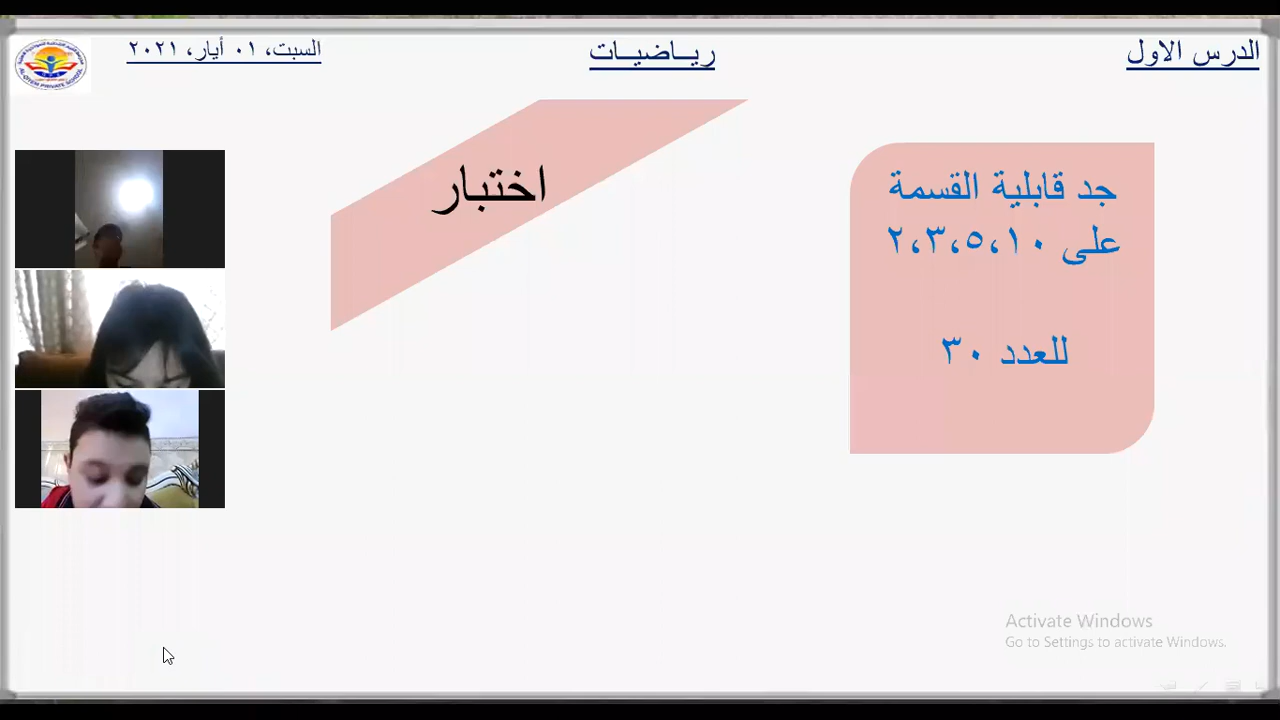 الدرس الاول
ريـاضيـات
السبت، ٠١ أيار، ٢٠٢١
اختبار
جد قابلية القسمة
على ٢،٣،٥،١٠
للعدد ٣٠
Activate Windows
Go to Settings to activate Windows.